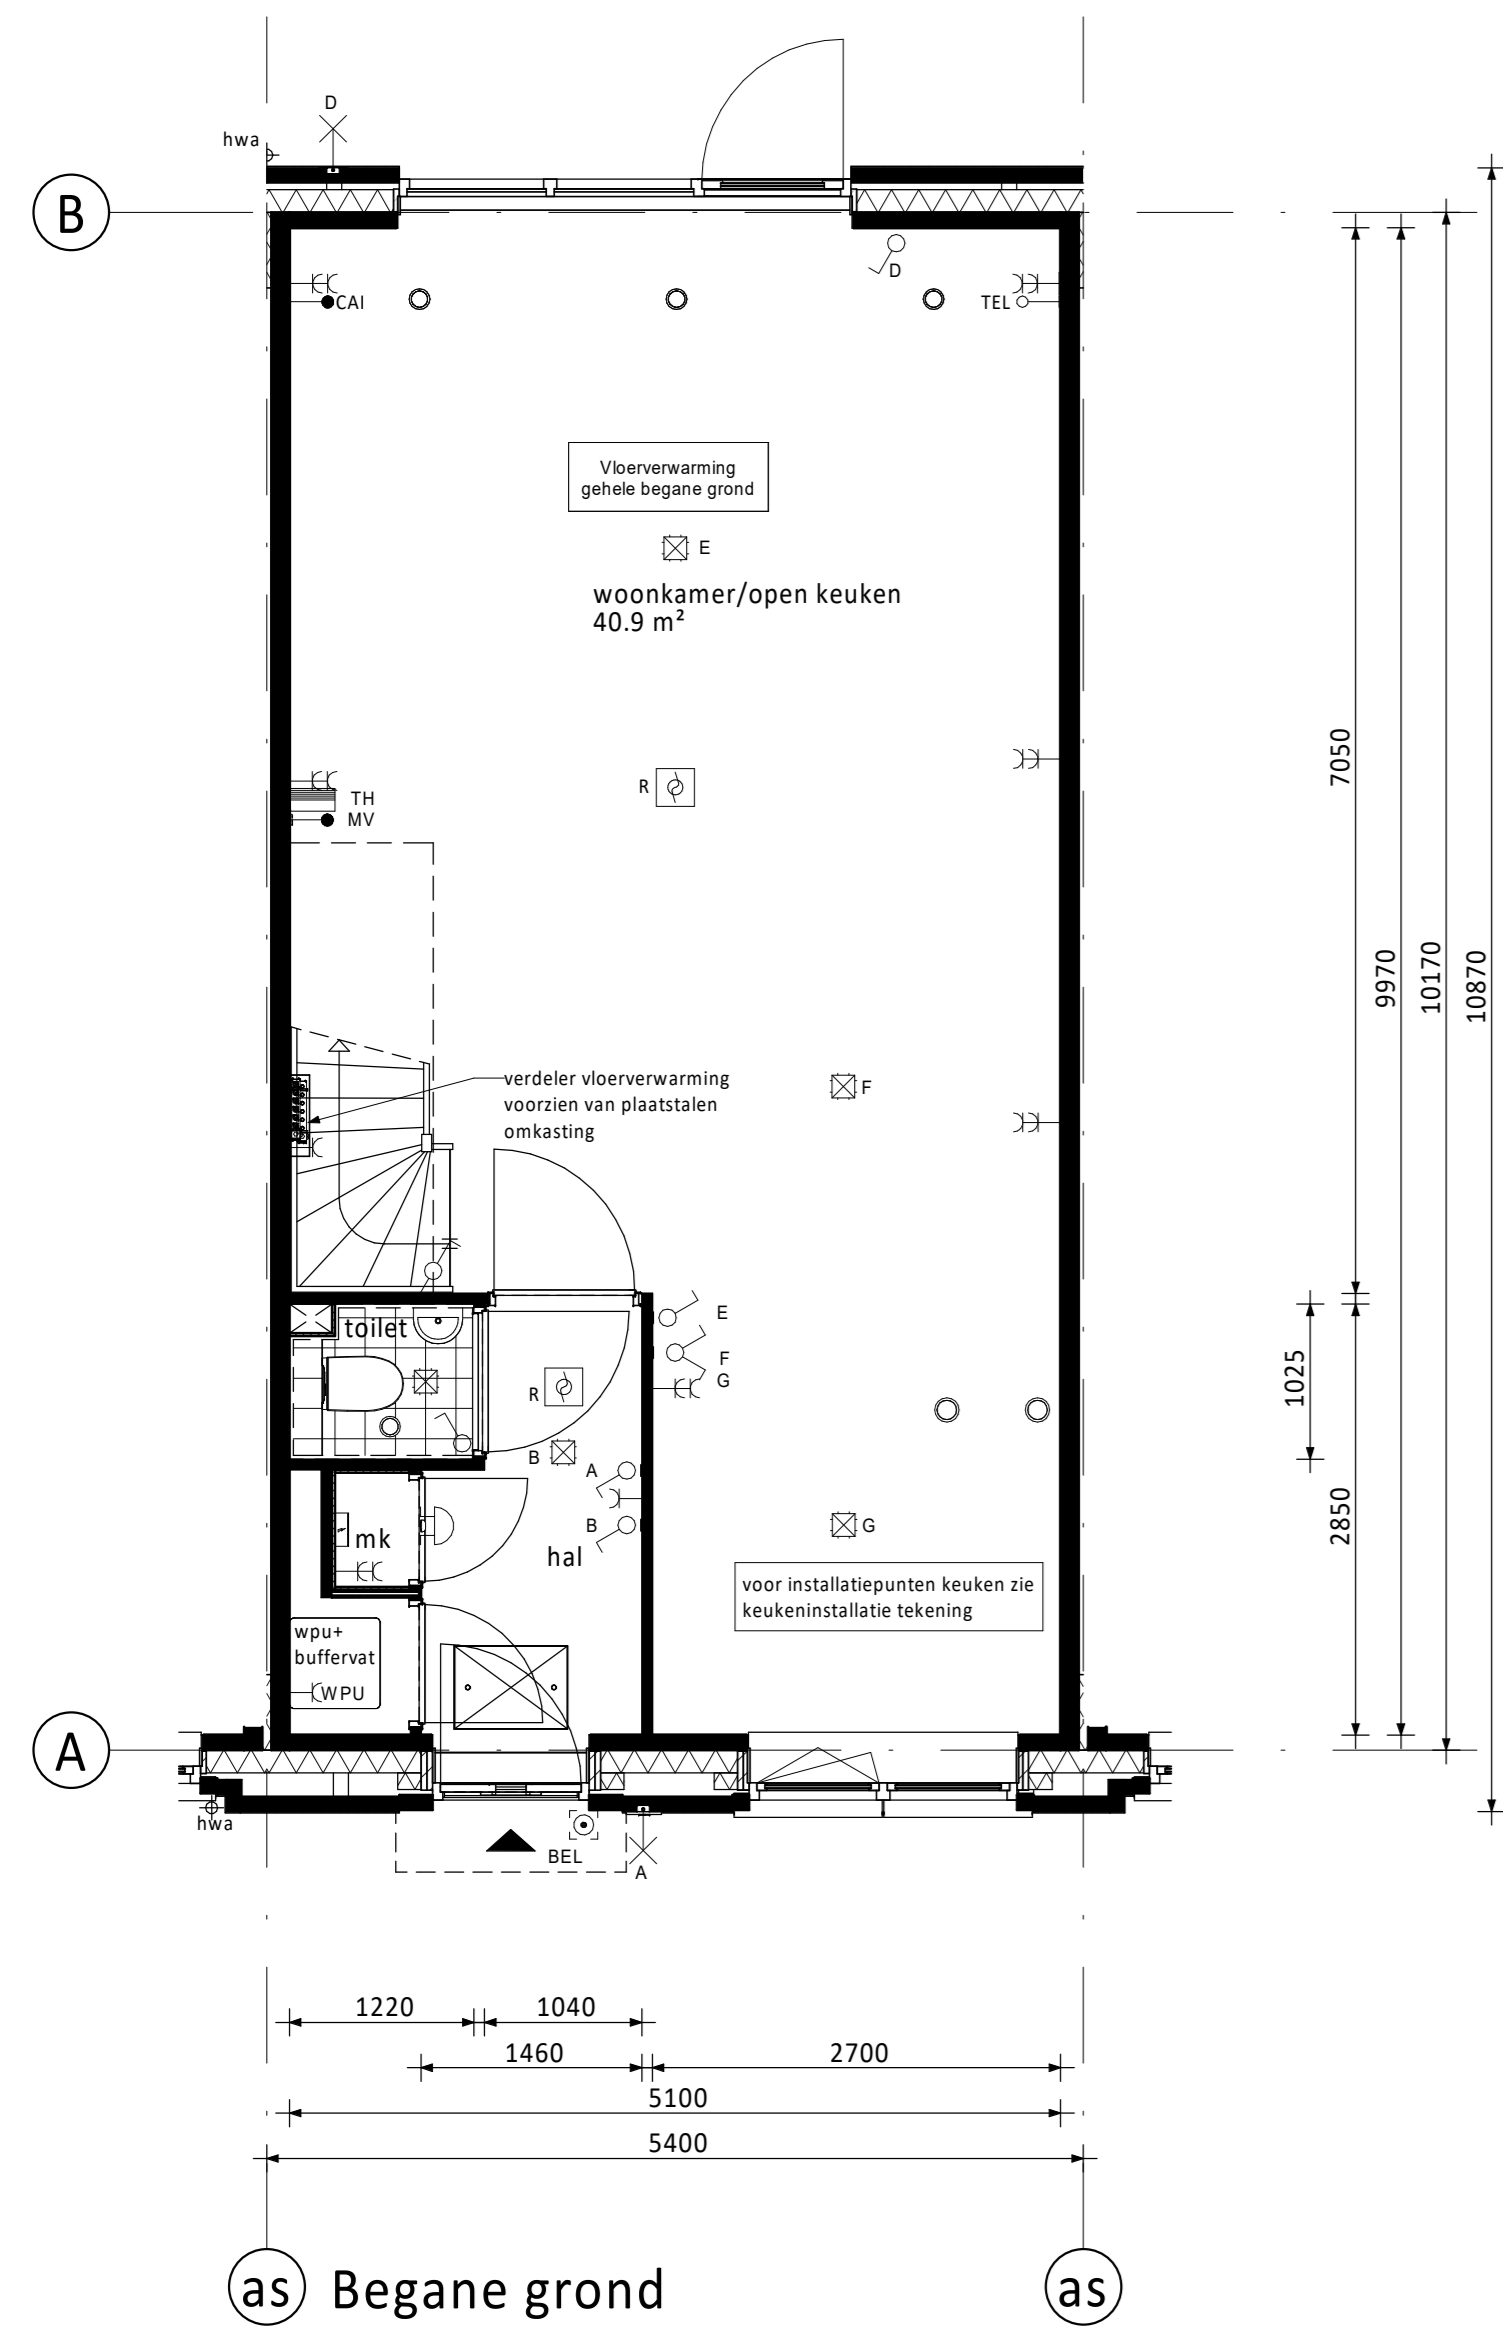 D
hwa
B
D
CAI
TEL
Vloerverwarming
gehele begane grond
E
woonkamer/open keuken
40.9 m²
7050
R
TH
MV
9970
10170
10870
verdeler vloerverwarming
voorzien van plaatstalen
omkasting
F
E
toilet
F
G
R
1025
B
A
B
G
2850
mk
hal
voor installatiepunten keuken zie
keukeninstallatie tekening
wpu+
buffervat
WPU
A
hwa
BEL
A
1220
1040
1460
2700
5100
5400
as
Begane grond
as